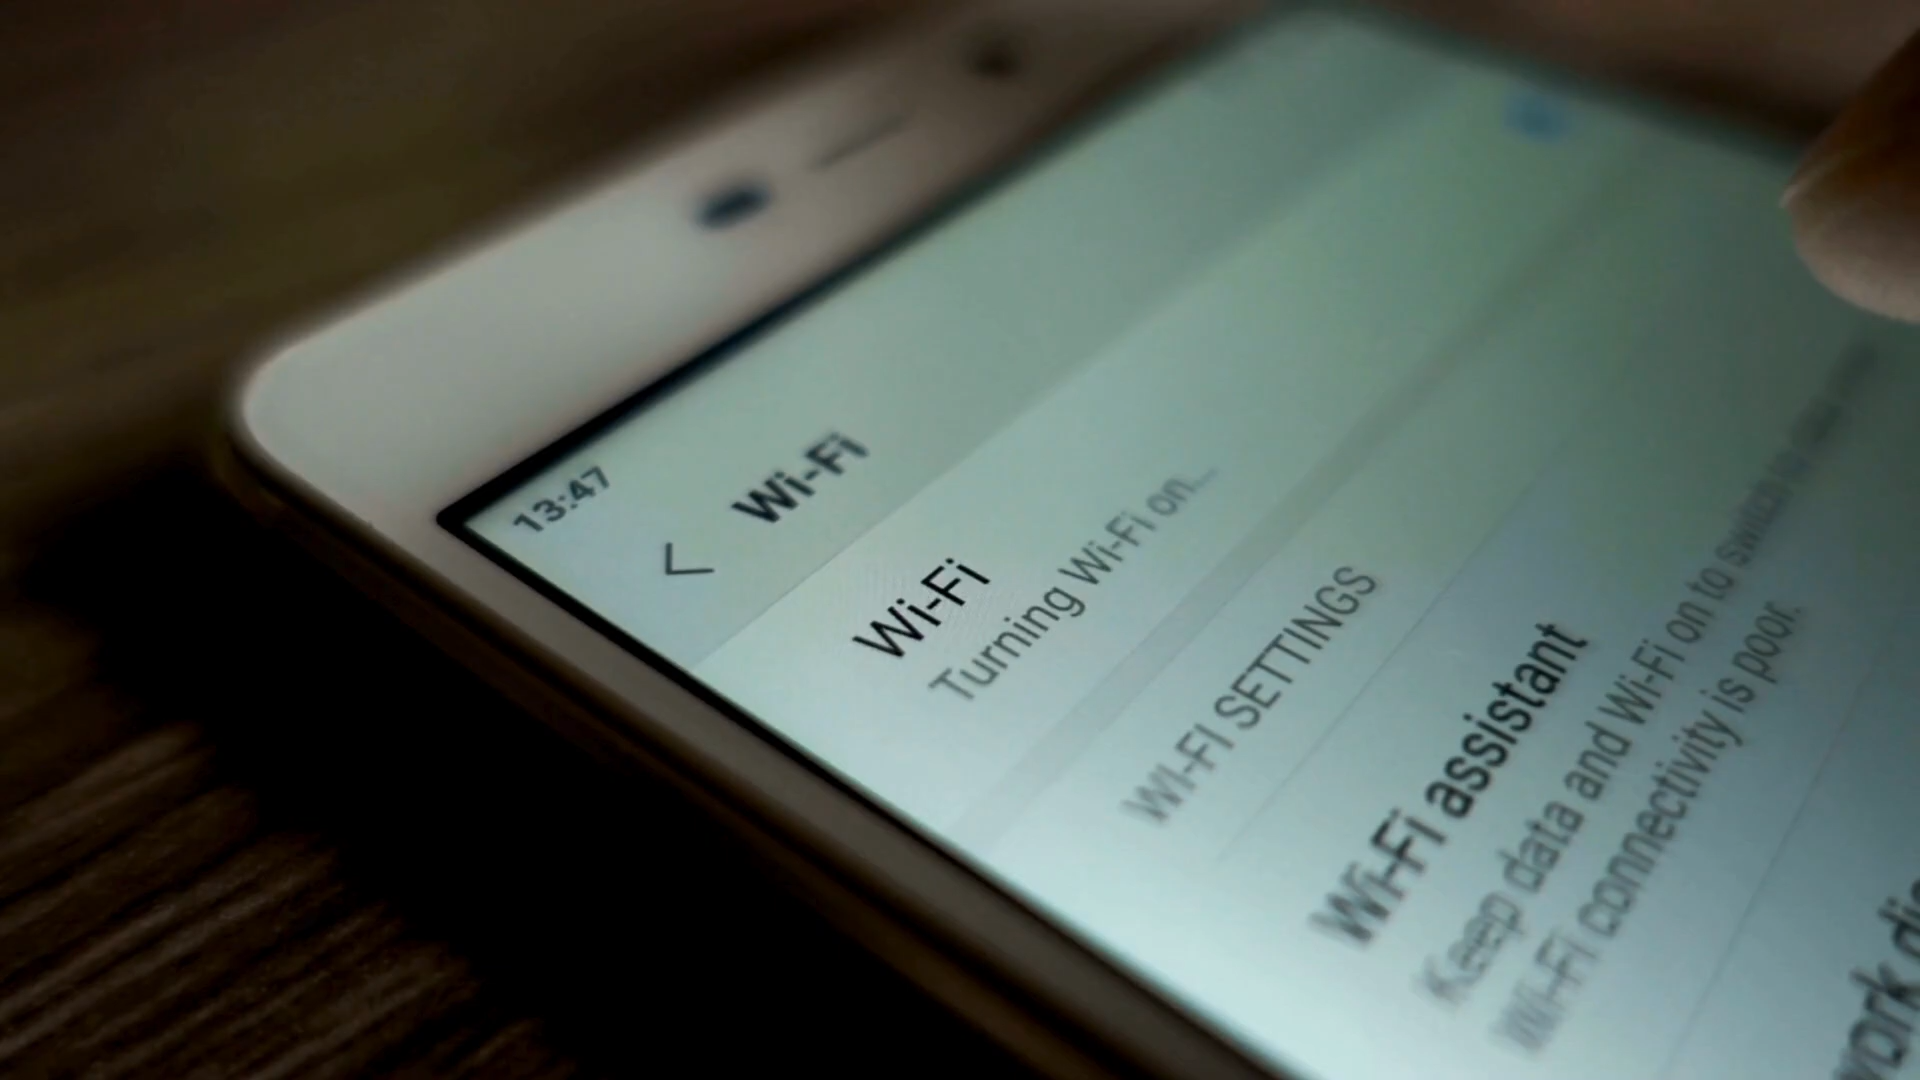 13:47
Wi-Fi
Wi-Fi
Turning Wi-Fi on...
WI-FI SETTINGS
Wi-Fi assistant
Keep data and Wi-Fi on to switch to
Wi-Fi connectivity is poor.